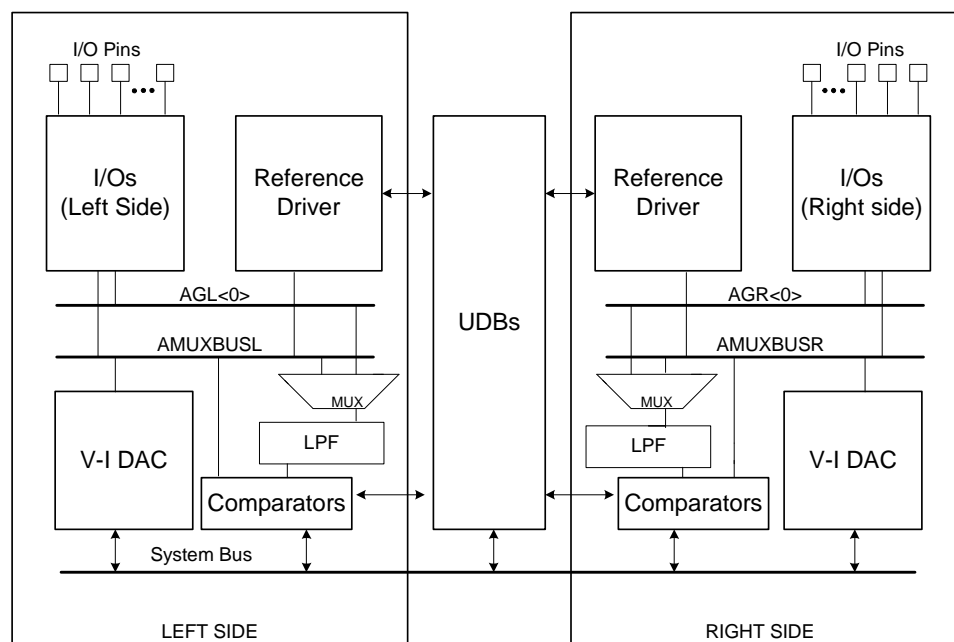 I/O Pins
I/O Pins
I/Os
(Left Side)
Reference
Driver
UDBs
Reference
Driver
I/Os
(Right side)
AGL<0>
AGR<0>
AMUXBUSL
AMUXBUSR
MUX
MUX
LPF
LPF
V-I DAC
Comparators
Comparators
V-I DAC
System Bus
LEFT SIDE
RIGHT SIDE